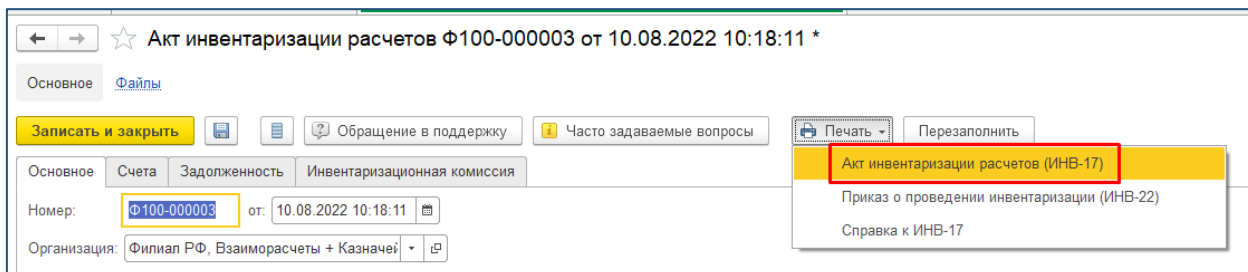 Акт инвентаризации расчетов Ф100-000003 от 10.08.2022 10:18:11 *
Основное Файлы
Записать и закрыть Обращение в поддержку Часто задаваемые вопросы Печать Перезаполнить
Акт инвентаризации расчетов (ИНВ-17)
Приказ о проведении инвентаризации (ИНВ-22)
Справка к ИНВ-17
Основное Счета Задолженность Инвентаризационная комиссия
Номер: Ф100-000003 от: 10.08.2022 10:18:11
Организация: Филиал РФ, Взаиморасчеты + Казначей